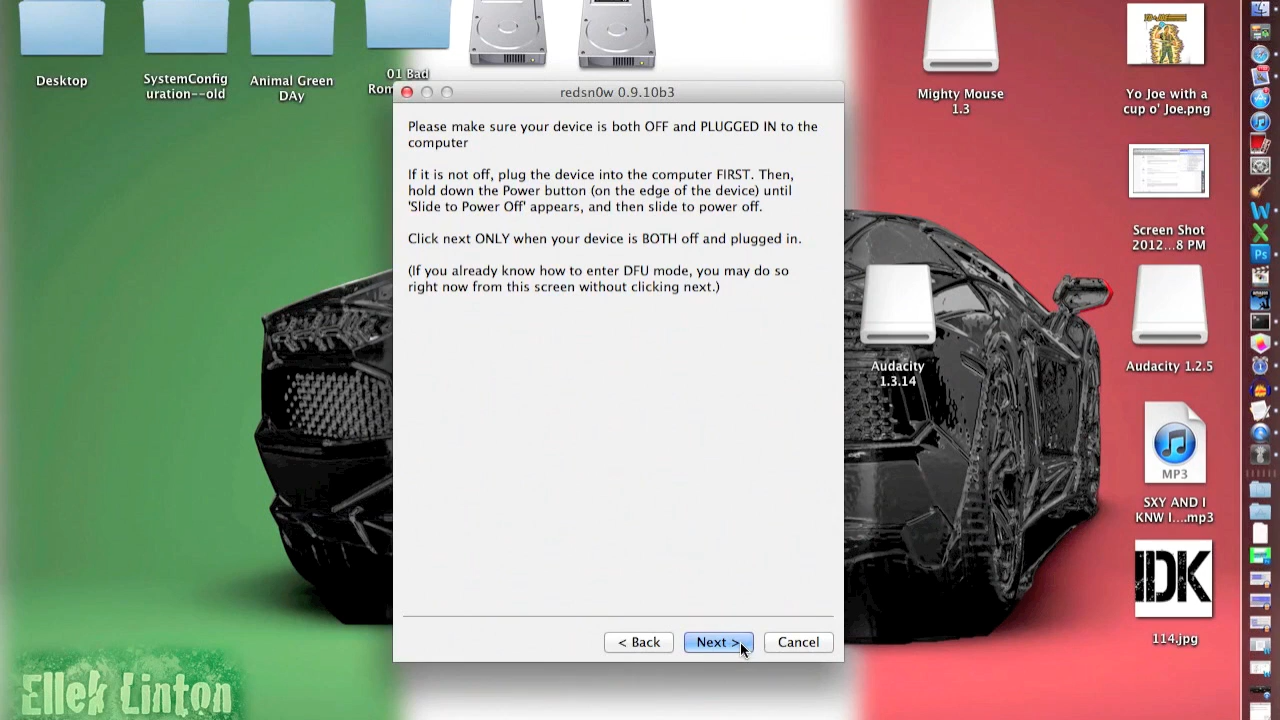 Desktop
SystemConfig
uration--old
Animal Green
DAy
01 Bad
Rom
redsn0w 0.9.10b3
Please make sure your device is both OFF and PLUGGED IN to the
computer
If it is not off, plug the device into the computer FIRST. Then,
hold down the Power button (on the edge of the device) until
'Slide to Power Off' appears, and then slide to power off.
Click next ONLY when your device is BOTH off and plugged in.
(If you already know how to enter DFU mode, you may do so
right now from this screen without clicking next.)
< Back
Next >
Cancel
Mighty Mouse
1.3
Yo Joe with a
cup o' Joe.png
Screen Shot
2012...8 PM
Audacity
1.3.14
Audacity 1.2.5
MP3
SXY AND I
KNW I....mp3
IDK
114.jpg
Ellek Linton